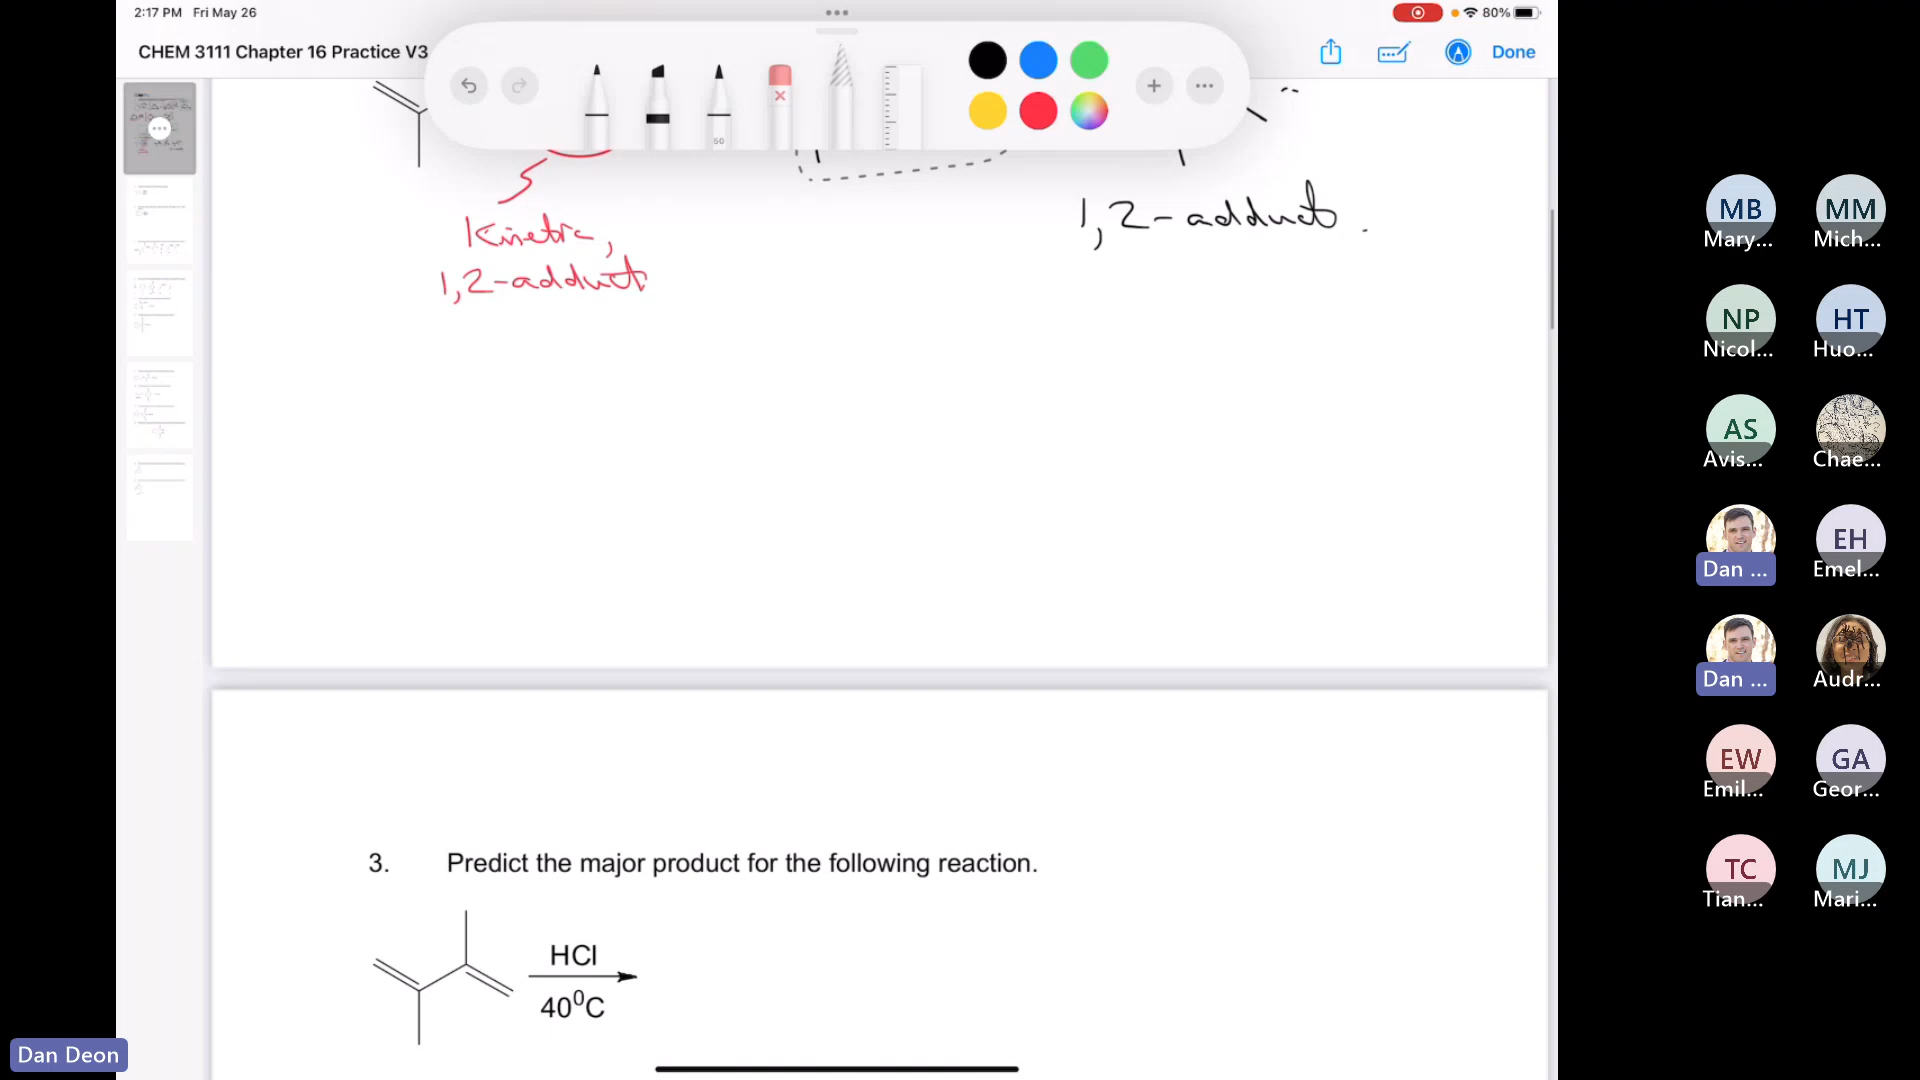 2:17 PM Fri May 26
80%
CHEM 3111 Chapter 16 Practice V3
Done
50
Kinetic,
1,2-adduct
1,2-adduct.
3. Predict the major product for the following reaction.
HCl
40⁰C
MB
Mary...
MM
Mich...
NP
Nicol...
HT
Huo...
AS
Avis...
Chae...
Dan ...
EH
Emel...
Dan ...
Audr...
EW
Emil...
GA
Geor...
TC
Tian...
MJ
Mari...
Dan Deon